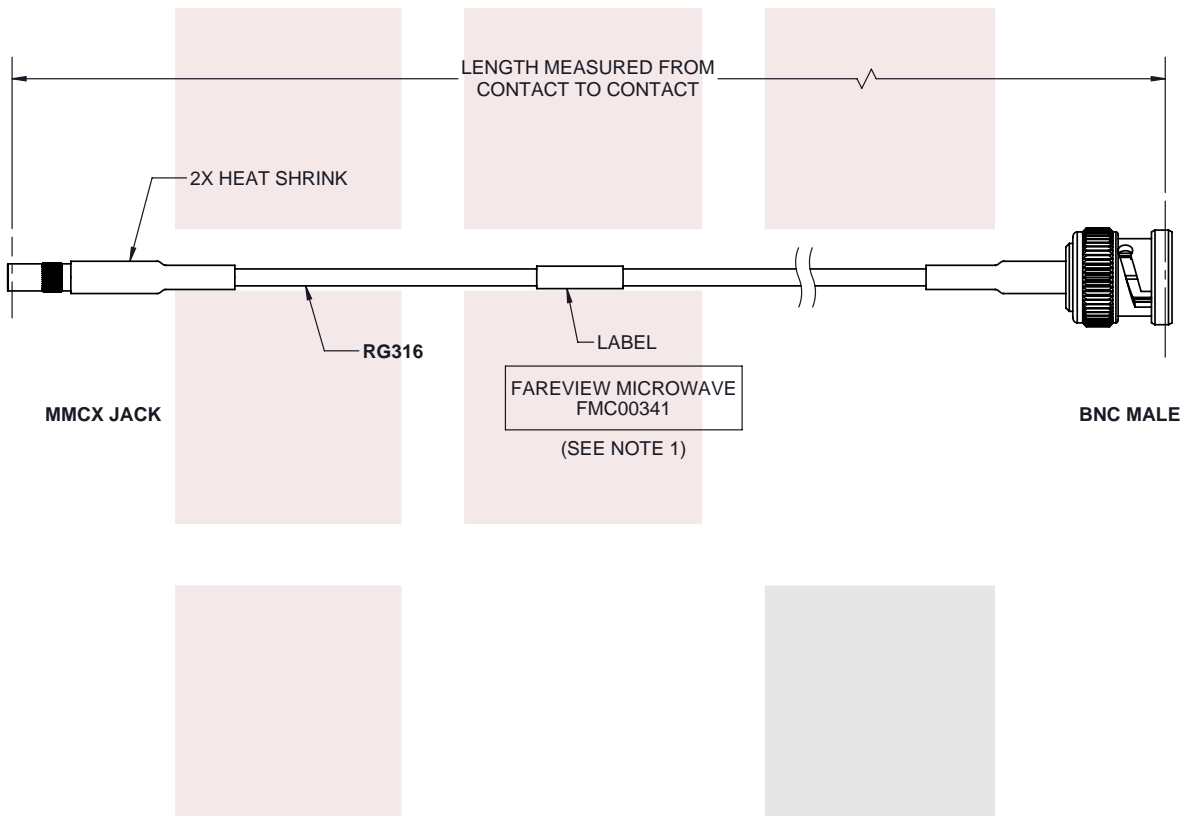 LENGTH MEASURED FROM
CONTACT TO CONTACT
2X HEAT SHRINK
RG316
LABEL
FAREVIEW MICROWAVE
FMC00341
(SEE NOTE 1)
MMCX JACK
BNC MALE